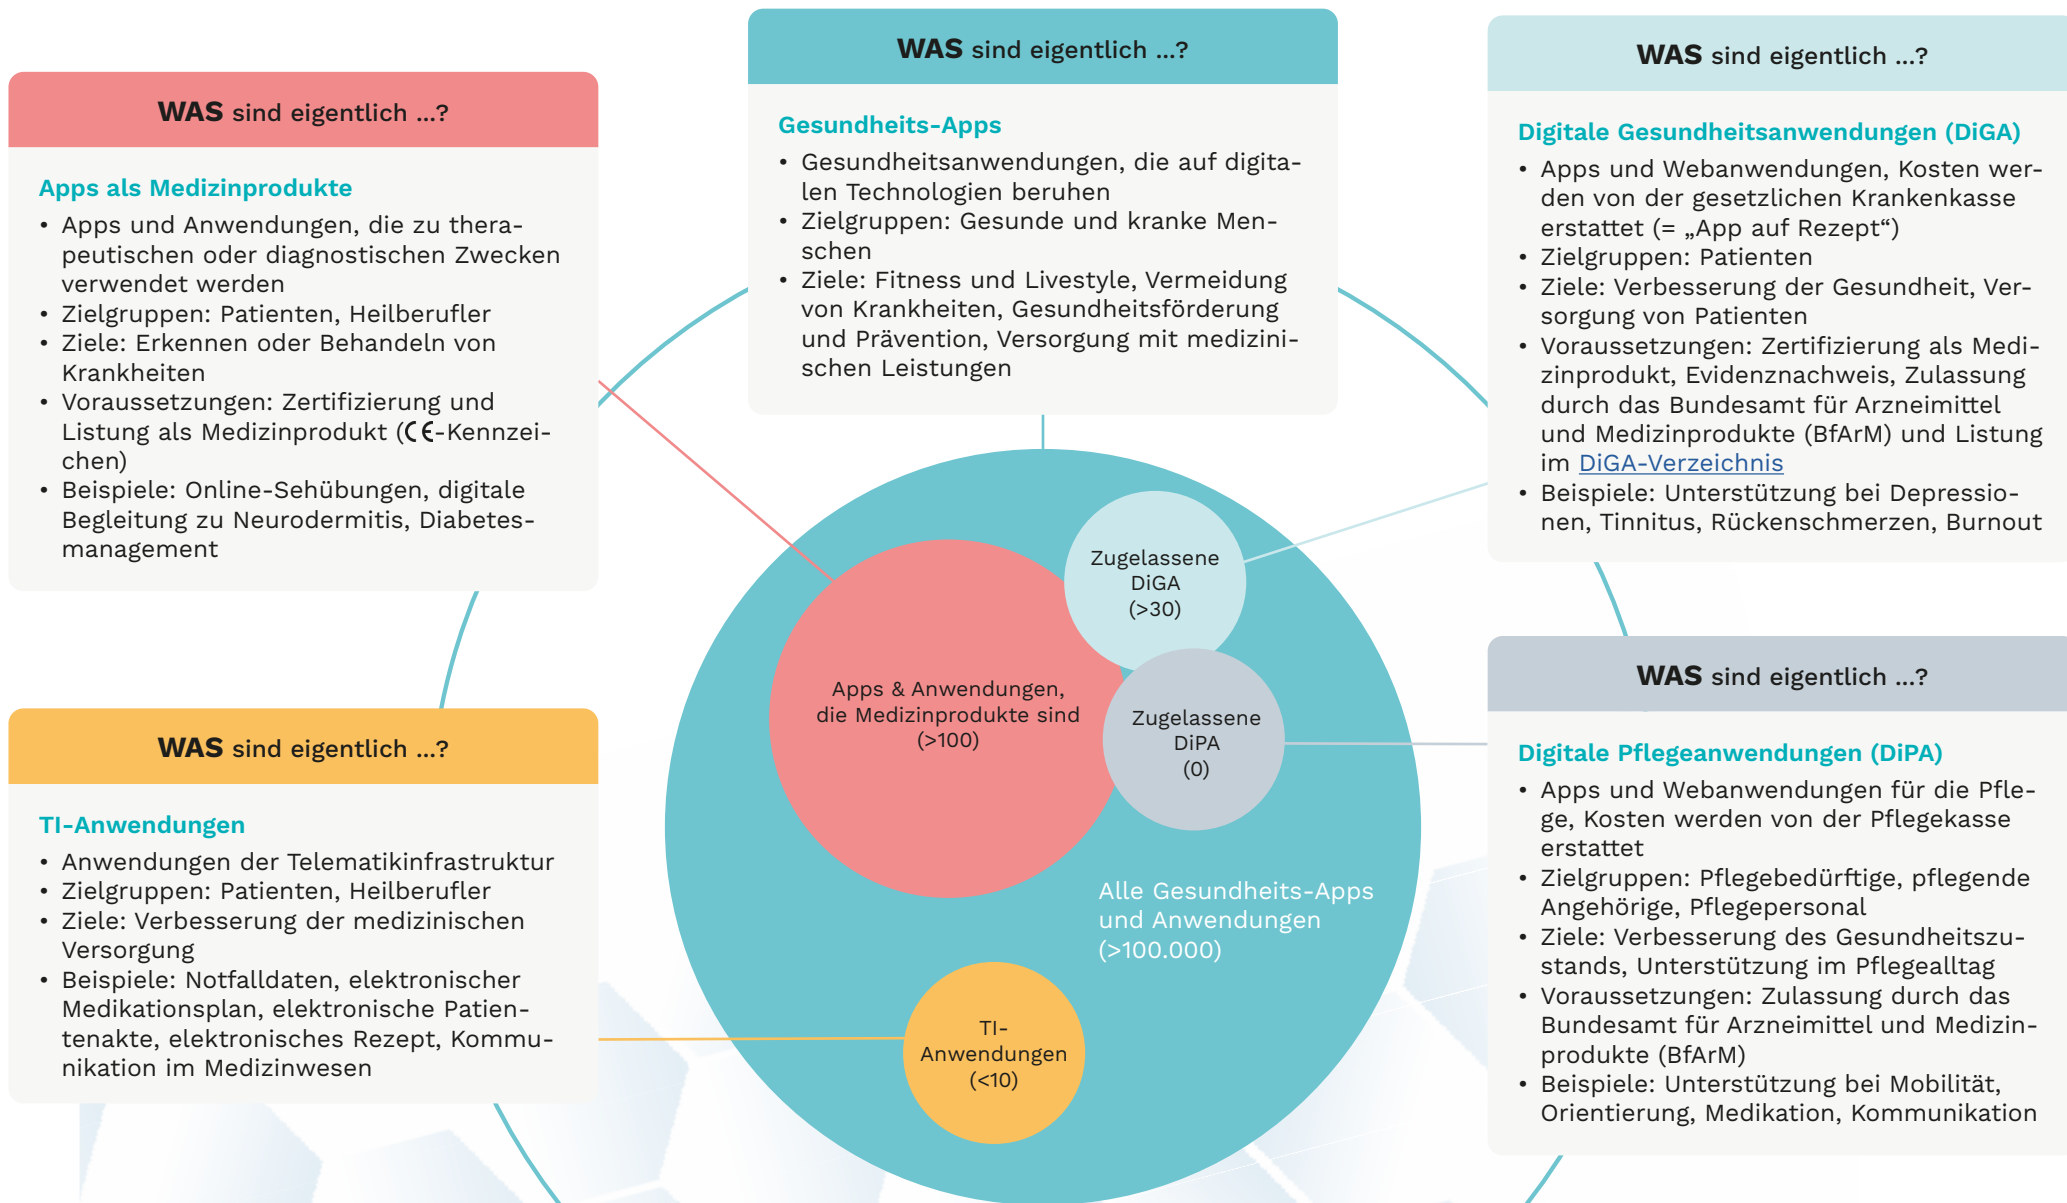 WAS sind eigentlich ...?
Apps als Medizinprodukte
• Apps und Anwendungen, die zu thera-
peutischen oder diagnostischen Zwecken
verwendet werden
• Zielgruppen: Patienten, Heilberufler
• Ziele: Erkennen oder Behandeln von
Krankheiten
• Voraussetzungen: Zertifizierung und
Listung als Medizinprodukt (CE-Kennzei-
chen)
• Beispiele: Online-Sehübungen, digitale
Begleitung zu Neurodermitis, Diabetes-
management
WAS sind eigentlich ...?
Gesundheits-Apps
• Gesundheitsanwendungen, die auf digita-
len Technologien beruhen
• Zielgruppen: Gesunde und kranke Men-
schen
• Ziele: Fitness und Livestyle, Vermeidung
von Krankheiten, Gesundheitsförderung
und Prävention, Versorgung mit medizini-
schen Leistungen
WAS sind eigentlich ...?
Digitale Gesundheitsanwendungen (DiGA)
• Apps und Webanwendungen, Kosten wer-
den von der gesetzlichen Krankenkasse
erstattet (= „App auf Rezept“)
• Zielgruppen: Patienten
• Ziele: Verbesserung der Gesundheit, Ver-
sorgung von Patienten
• Voraussetzungen: Zertifizierung als Medi-
zinprodukt, Evidenznachweis, Zulassung
durch das Bundesamt für Arzneimittel
und Medizinprodukte (BfArM) und Listung
im DiGA-Verzeichnis
• Beispiele: Unterstützung bei Depressio-
nen, Tinnitus, Rückenschmerzen, Burnout
Zugelassene
DiGA
(>30)
Apps & Anwendungen,
die Medizinprodukte sind
(>100)
Zugelassene
DiPA
(0)
Alle Gesundheits-Apps
und Anwendungen
(>100.000)
TI-
Anwendungen
(<10)
WAS sind eigentlich ...?
TI-Anwendungen
• Anwendungen der Telematikinfrastruktur
• Zielgruppen: Patienten, Heilberufler
• Ziele: Verbesserung der medizinischen
Versorgung
• Beispiele: Notfalldaten, elektronischer
Medikationsplan, elektronische Patien-
tenakte, elektronisches Rezept, Kommu-
nikation im Medizinwesen
WAS sind eigentlich ...?
Digitale Pflegeanwendungen (DiPA)
• Apps und Webanwendungen für die Pfle-
ge, Kosten werden von der Pflegekasse
erstattet
• Zielgruppen: Pflegebedürftige, pflegende
Angehörige, Pflegepersonal
• Ziele: Verbesserung des Gesundheitszu-
stands, Unterstützung im Pflegealltag
• Voraussetzungen: Zulassung durch das
Bundesamt für Arzneimittel und Medizin-
produkte (BfArM)
• Beispiele: Unterstützung bei Mobilität,
Orientierung, Medikation, Kommunikation